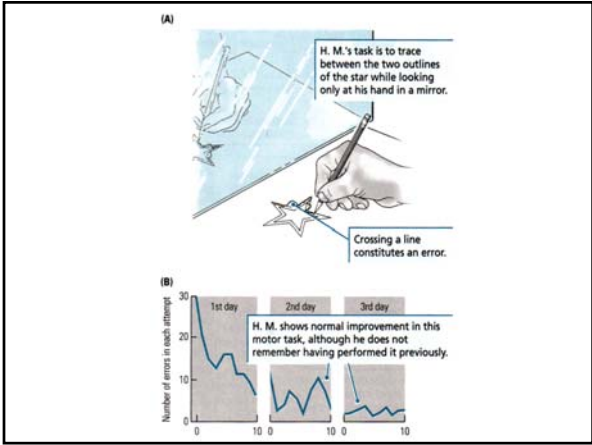 (A)
H. M.'s task is to trace
between the two outlines
of the star while looking
only at his hand in a mirror.
Crossing a line
constitutes an error.
(B)
Number of errors in each attempt
30
20
10
0
1st day
2nd day
3rd day
H. M. shows normal improvement in this
motor task, although he does not
remember having performed it previously.
0
10
0
10
0
10